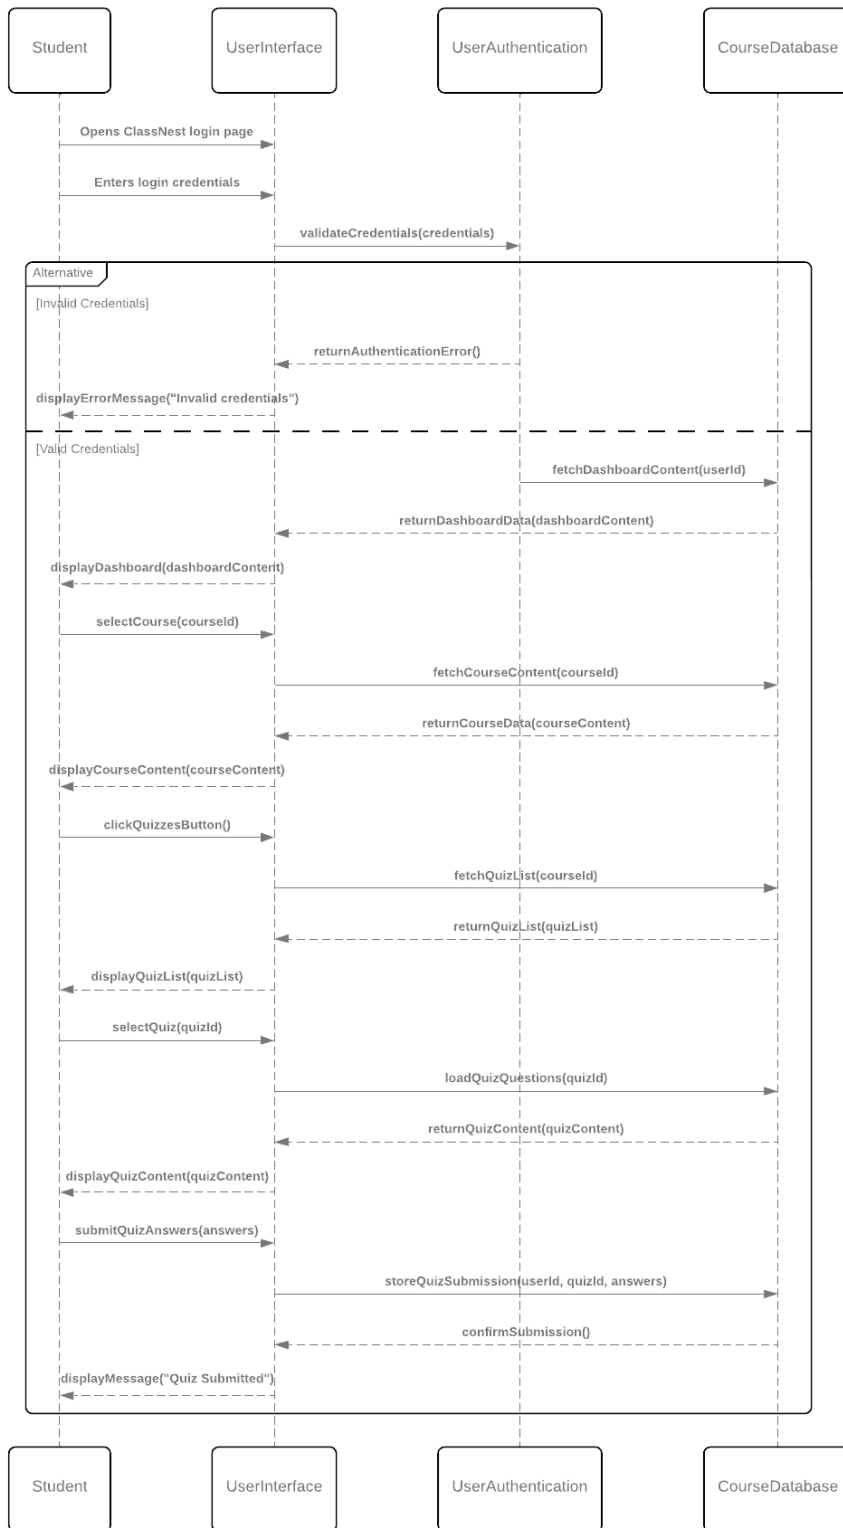 Student
UserInterface
UserAuthentication
CourseDatabase
Opens ClassNest login page
Enters login credentials
validateCredentials(credentials)
Alternative
[Invalid Credentials]
returnAuthenticationError()
displayErrorMessage("Invalid credentials")
[Valid Credentials]
fetchDashboardContent(userId)
returnDashboardData(dashboardContent)
displayDashboard(dashboardContent)
selectCourse(courseId)
fetchCourseContent(courseId)
returnCourseData(courseContent)
displayCourseContent(courseContent)
clickQuizzesButton()
fetchQuizList(courseId)
returnQuizList(quizList)
displayQuizList(quizList)
selectQuiz(quizId)
loadQuizQuestions(quizId)
returnQuizContent(quizContent)
displayQuizContent(quizContent)
submitQuizAnswers(answers)
storeQuizSubmission(userId, quizId, answers)
confirmSubmission()
displayMessage("Quiz Submitted")
Student
UserInterface
UserAuthentication
CourseDatabase